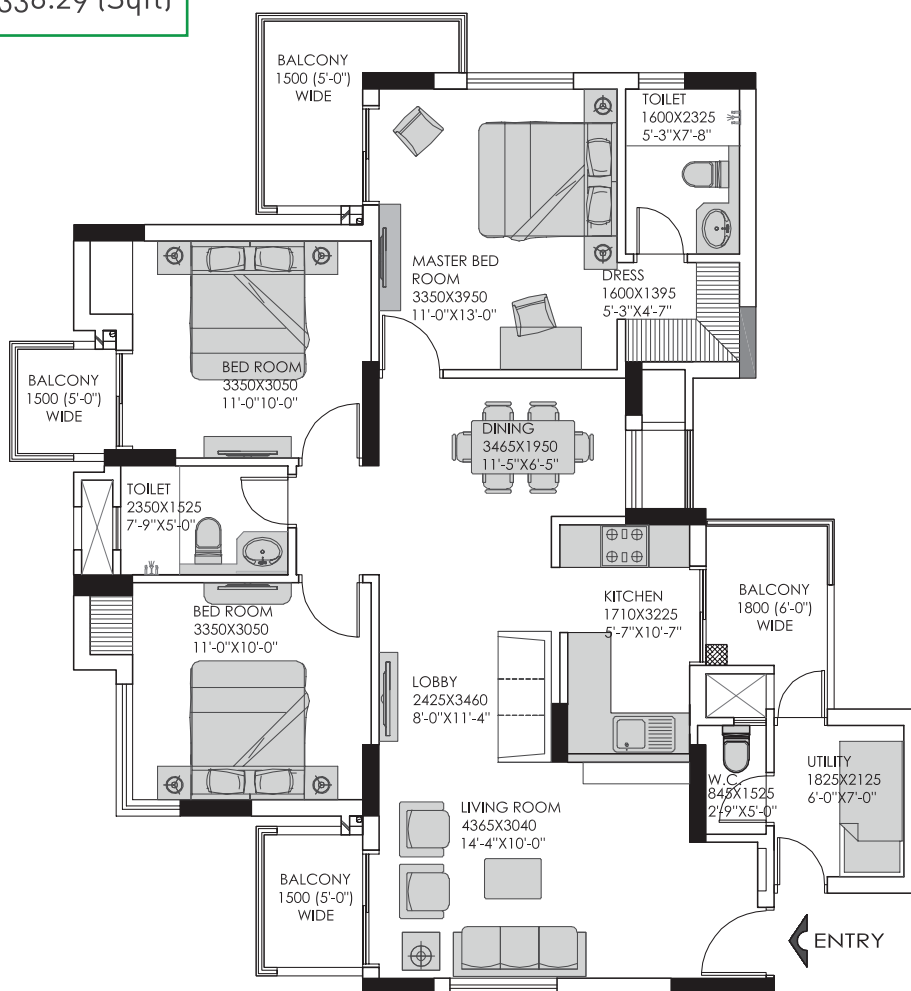 (Sqft)
BALCONY
1500 (5'-0")
WIDE
TOILET
1600X2325
5'-3"X7'-8"
MASTER BED
ROOM
3350X3950
11'-0"X13'-0"
DRESS
1600X1395
5'-3"X4'-7"
BED ROOM
3350X3050
11'-0"10'-0"
BALCONY
1500 (5'-0")
WIDE
DINING
3465X1950
11'-5"X6'-5"
TOILET
2350X1525
7'-9"X5'-0"
BED ROOM
3350X3050
11'-0"X10'-0"
KITCHEN
1710X3225
5'-7"X10'-7"
BALCONY
1800 (6'-0")
WIDE
LOBBY
2425X3460
8'-0"X11'-4"
W.C.
845X1525
2'-9"X5'-0"
UTILITY
1825X2125
6'-0"X7'-0"
LIVING ROOM
4365X3040
14'-4"X10'-0"
BALCONY
1500 (5'-0")
WIDE
ENTRY